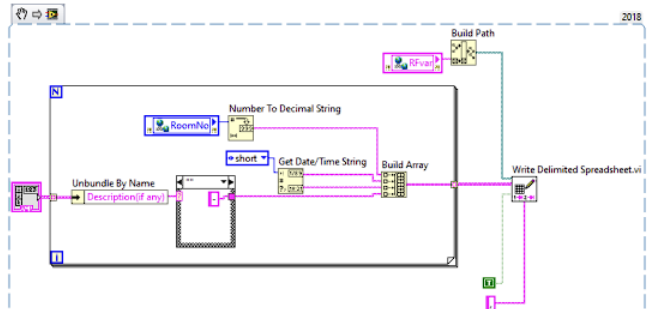 2018
Build Path
RFvar
N
Number To Decimal String
RoomNo
short
Get Date/Time String
Build Array
Write Delimited Spreadsheet.vi
Unbundle By Name
Description(if any)
""
-
i
T
,